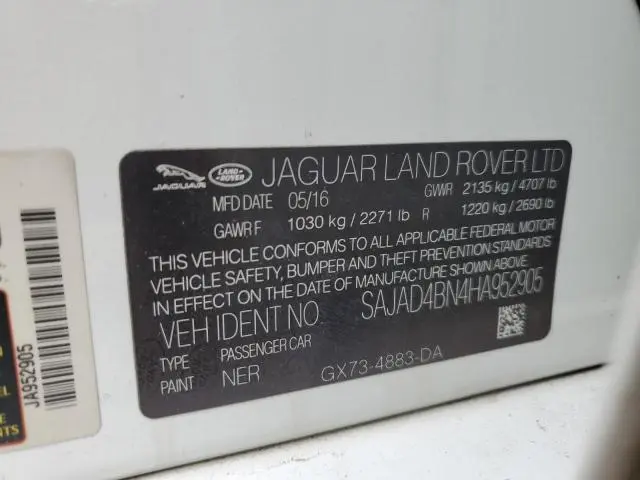 JAGUAR
LAND ROVER
JAGUAR LAND ROVER LTD
MFD DATE 05/16 GVWR 2135 kg / 4707 lb
GAWR F 1030 kg / 2271 lb R 1220 kg / 2690 lb
THIS VEHICLE CONFORMS TO ALL APPLICABLE FEDERAL MOTOR
VEHICLE SAFETY, BUMPER AND THEFT PREVENTION STANDARDS
IN EFFECT ON THE DATE OF MANUFACTURE SHOWN ABOVE.
VEH IDENT NO. SAJAD4BN4HA952905
TYPE PASSENGER CAR
PAINT NER
GX73-4883-DA
JA952905